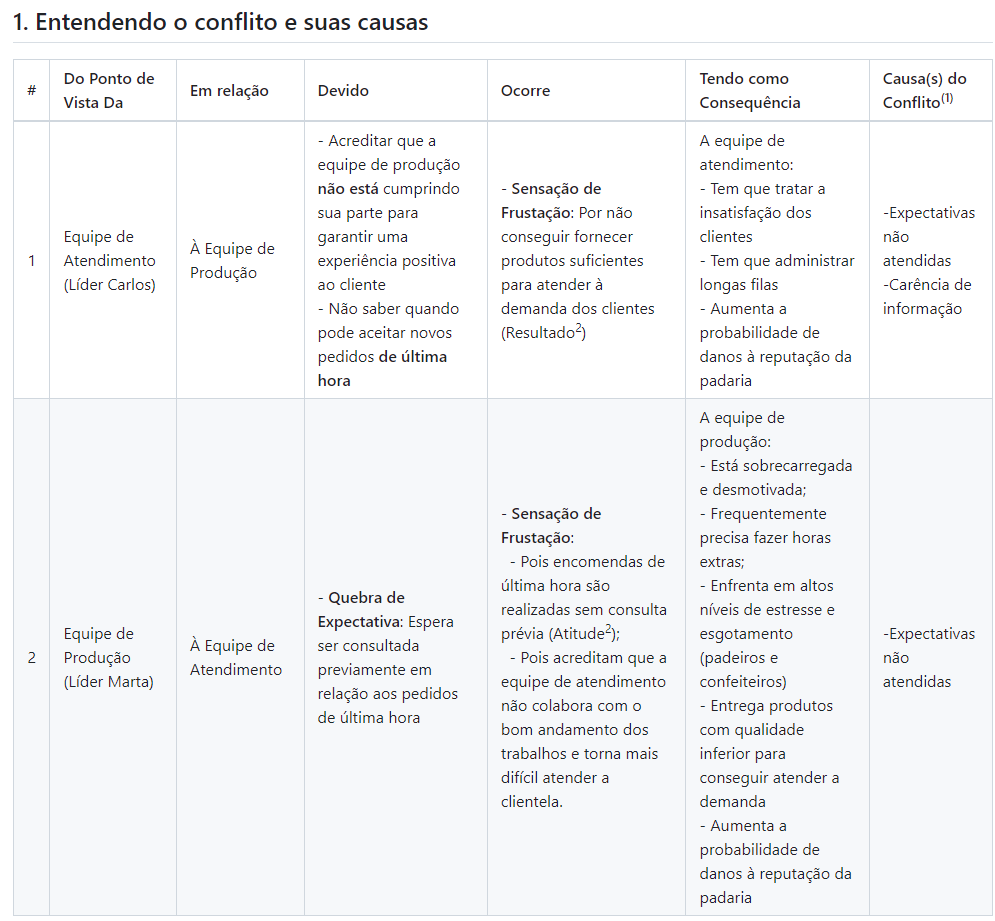 1. Entendendo o conflito e suas causas
#
Do Ponto de
Vista Da
Em relação
Devido
Ocorre
Tendo como
Consequência
Causa(s) do
Conflito(1)
1
Equipe de
Atendimento
(Líder Carlos)
À Equipe de
Produção
- Acreditar que a
equipe de produção
não está cumprindo
sua parte para
garantir uma
experiência positiva
ao cliente
- Não saber quando
pode aceitar novos
pedidos de última
hora
- Sensação de
Frustação: Por não
conseguir fornecer
produtos suficientes
para atender à
demanda dos clientes
(Resultado2)
A equipe de
atendimento:
- Tem que tratar a
insatisfação dos
clientes
- Tem que administrar
longas filas
- Aumenta a
probabilidade de
danos à reputação da
padaria
-Expectativas
não
atendidas
-Carência de
informação
2
Equipe de
Produção
(Líder Marta)
À Equipe de
Atendimento
- Quebra de
Expectativa: Espera
ser consultada
previamente em
relação aos pedidos
de última hora
- Sensação de
Frustação:
- Pois encomendas de
última hora são
realizadas sem consulta
prévia (Atitude2);
- Pois acreditam que a
equipe de atendimento
não colabora com o
bom andamento dos
trabalhos e torna mais
difícil atender a
clientela.
A equipe de
produção:
- Está sobrecarregada
e desmotivada;
- Frequentemente
precisa fazer horas
extras;
- Enfrenta em altos
níveis de estresse e
esgotamento
(padeiros e
confeiteiros)
- Entrega produtos
com qualidade
inferior para
conseguir atender a
demanda
- Aumenta a
probabilidade de
danos à reputação da
padaria
-Expectativas
não
atendidas